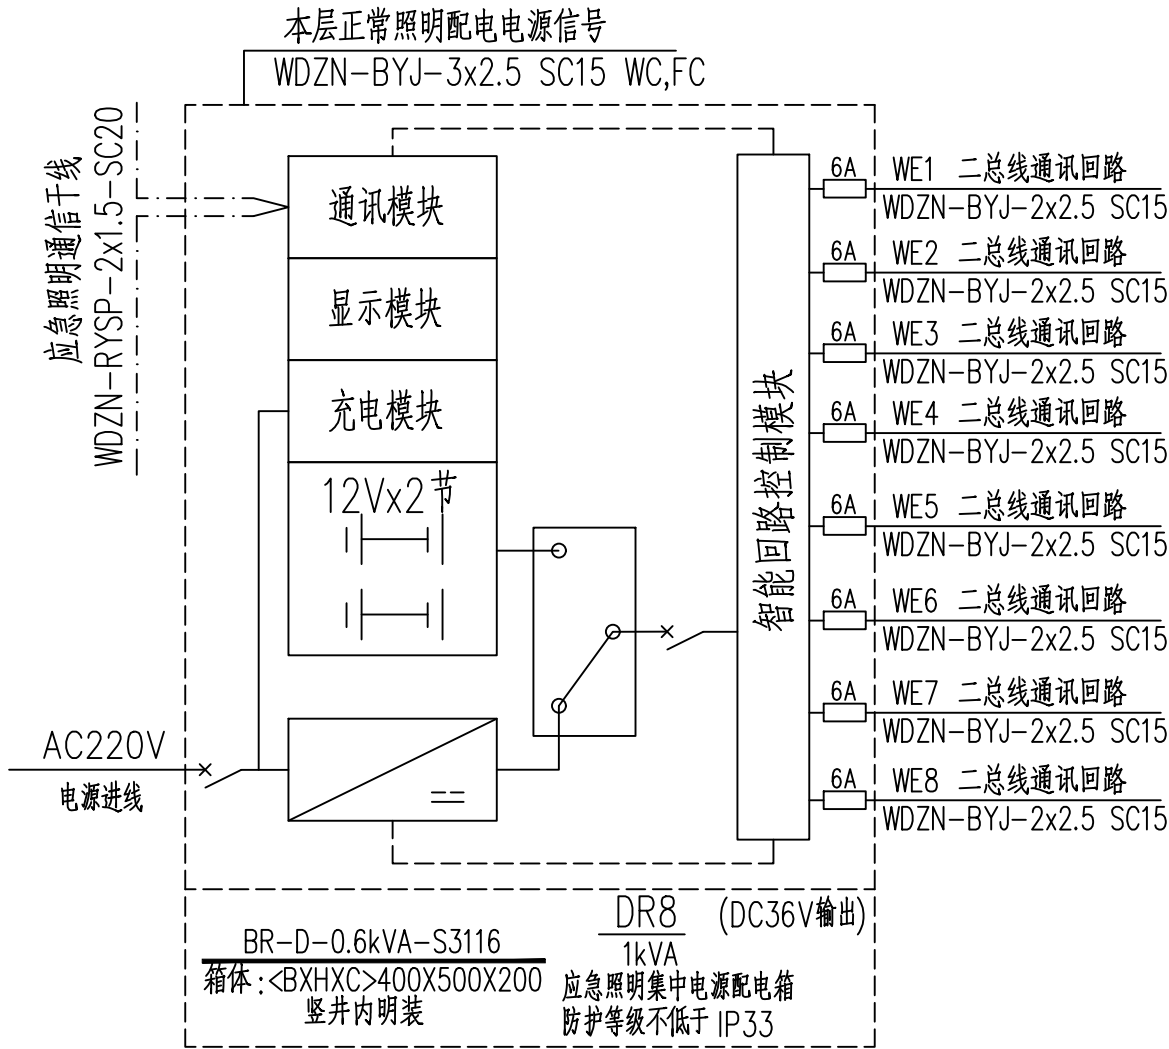 本层正常照明配电电源信号
WDZN-BYJ-3x2.5 SC15 WC,FC
应急照明通信干线
WDZN-RYSP-2x1.5-SC20
通讯模块
显示模块
充电模块
12Vx2节
智能回路控制模块
6A WE1 二总线通讯回路
WDZN-BYJ-2x2.5 SC15
6A WE2 二总线通讯回路
WDZN-BYJ-2x2.5 SC15
6A WE3 二总线通讯回路
WDZN-BYJ-2x2.5 SC15
6A WE4 二总线通讯回路
WDZN-BYJ-2x2.5 SC15
6A WE5 二总线通讯回路
WDZN-BYJ-2x2.5 SC15
6A WE6 二总线通讯回路
WDZN-BYJ-2x2.5 SC15
6A WE7 二总线通讯回路
WDZN-BYJ-2x2.5 SC15
6A WE8 二总线通讯回路
WDZN-BYJ-2x2.5 SC15
AC220V
电源进线
BR-D-0.6kVA-S3116
箱体:<BXHXC>400X500X200
竖井内明装
DR8 (DC36V输出)
1kVA
应急照明集中电源配电箱
防护等级不低于 IP33